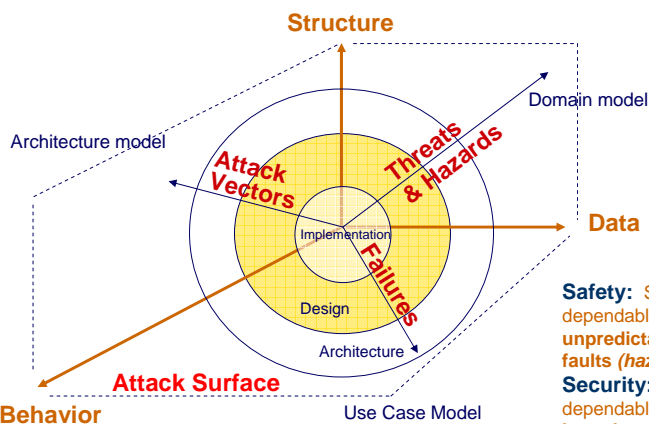 Structure
Domain model
Architecture model
Threats
& Hazards
Attack
Vectors
Implementation
Data
Failures
Design
Architecture
Safety:
dependabl
unpredicta
faults (haz
Security:
dependabl
Attack Surface
Behavior
Use Case Model